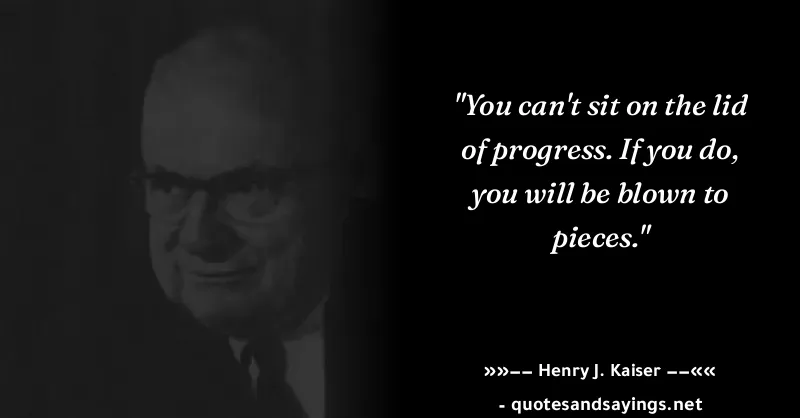 "You can't sit on the lid
of progress. If you do,
you will be blown to
pieces."
»»−− Henry J. Kaiser −−««
- quotesandsayings.net